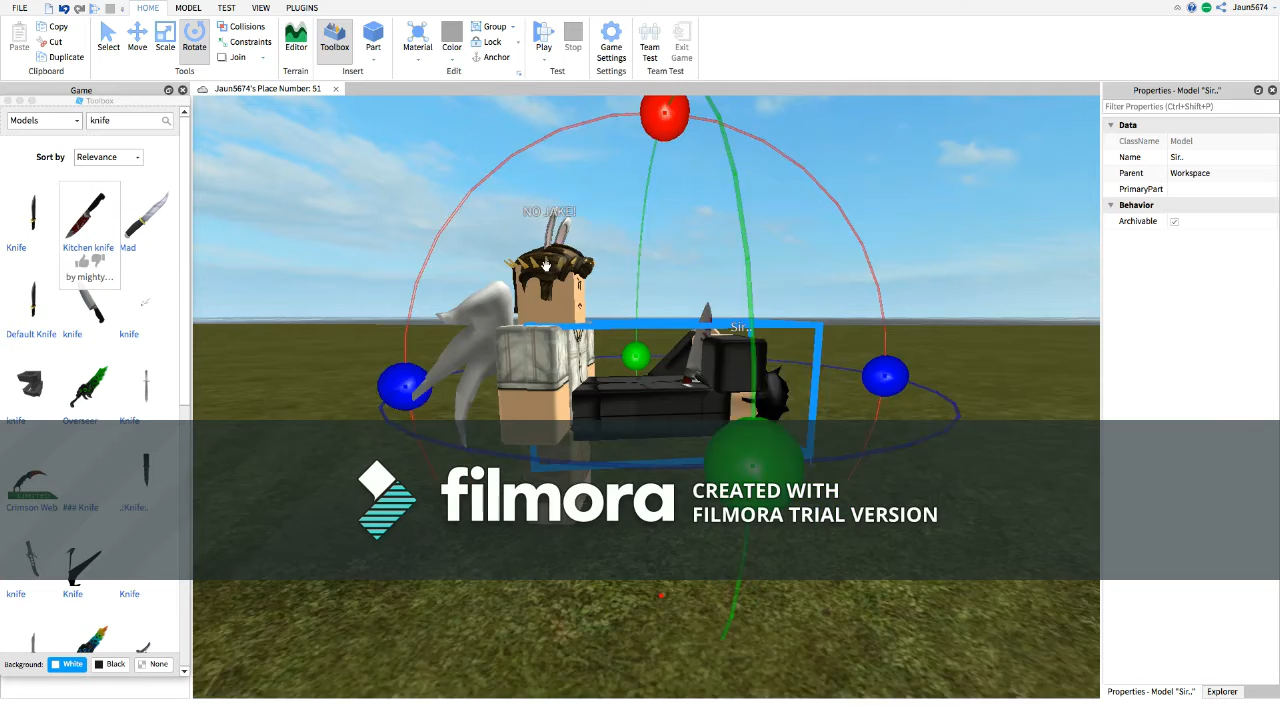 FILE
HOME MODEL TEST VIEW PLUGINS
Jaun5674
Paste
Copy
Cut
Duplicate
Clipboard
Select Move Scale Rotate
Collisions
Constraints
Join
Tools
Editor
Terrain
Toolbox Part
Insert
Material Color
Group
Lock
Anchor
Edit
Play Stop
Test
Game Settings
Settings
Team Test
Exit Game
Team Test
Game
Toolbox
Models knife
Sort by Relevance
Knife Kitchen knife Mad
by mighty...
Default Knife knife knife
knife Overseer knife
Crimson Web ### Knife .:Knife:.
LIMITED
knife Knife Knife
Background: White Black None
Jaun5674's Place Number: 51
NO JAKE!
Sir..
filmora
CREATED WITH
FILMORA TRIAL VERSION
Properties - Model "Sir.."
Filter Properties (Ctrl+Shift+P)
Data
ClassName Model
Name Sir..
Parent Workspace
PrimaryPart
Behavior
Archivable
Properties - Model "Sir.." Explorer